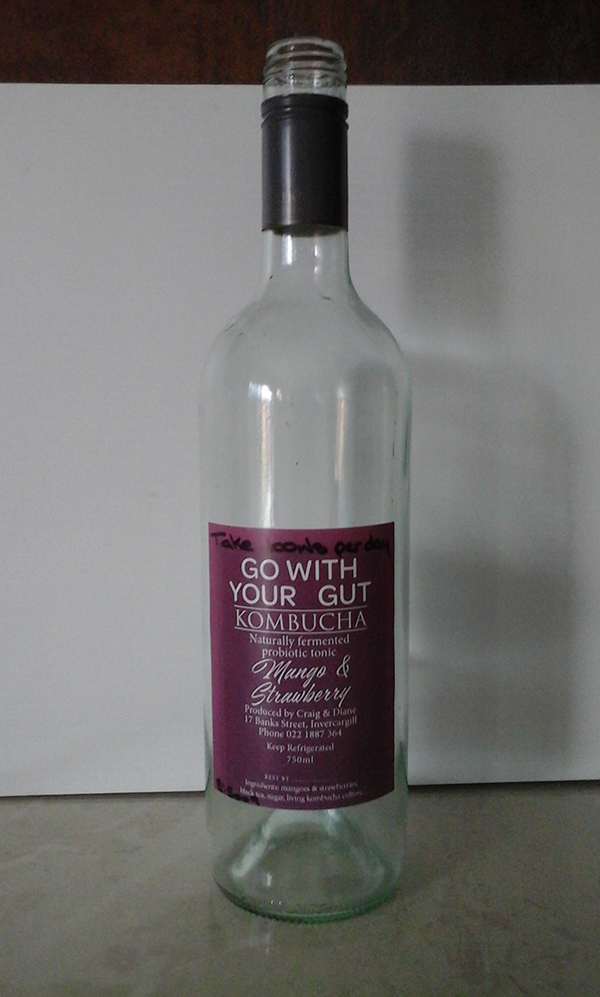 Take per day
GO WITH
YOUR GUT
KOMBUCHA
Naturally fermented
probiotic tonic
Mango &
Strawberry
Produced by Craig & Diane
17 Banks Street, Invercargill
Phone 022 1887 364
Keep Refrigerated
750ml
BEST BY
Ingredients: mangoes & strawberries,
black tea, sugar, living kombucha culture